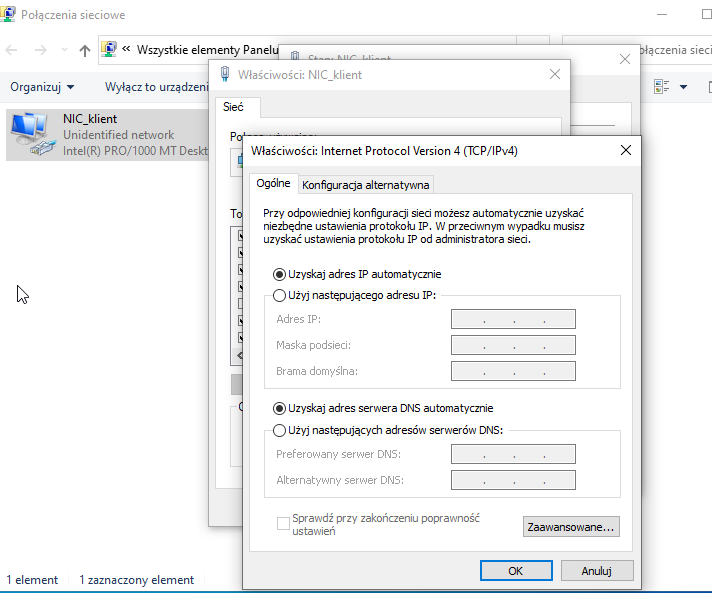 Połączenia sieciowe
« Wszystkie elementy Panelu
Organizuj
Wyłącz to urządzeni
NIC_klient
Unidentified network
Intel(R) PRO/1000 MT Deskt
Stan: NIC_klient
Właściwości: NIC_klient
Sieć
Właściwości: Internet Protocol Version 4 (TCP/IPv4)
Ogólne
Konfiguracja alternatywna
Przy odpowiedniej konfiguracji sieci możesz automatycznie uzyskać
niezbędne ustawienia protokołu IP. W przeciwnym wypadku musisz
uzyskać ustawienia protokołu IP od administratora sieci.
Uzyskaj adres IP automatycznie
Użyj następującego adresu IP:
Adres IP:
Maska podsieci:
Brama domyślna:
Uzyskaj adres serwera DNS automatycznie
Użyj następujących adresów serwerów DNS:
Preferowany serwer DNS:
Alternatywny serwer DNS:
Sprawdź przy zakończeniu poprawność
ustawień
Zaawansowane...
OK
Anuluj
1 element
1 zaznaczony element